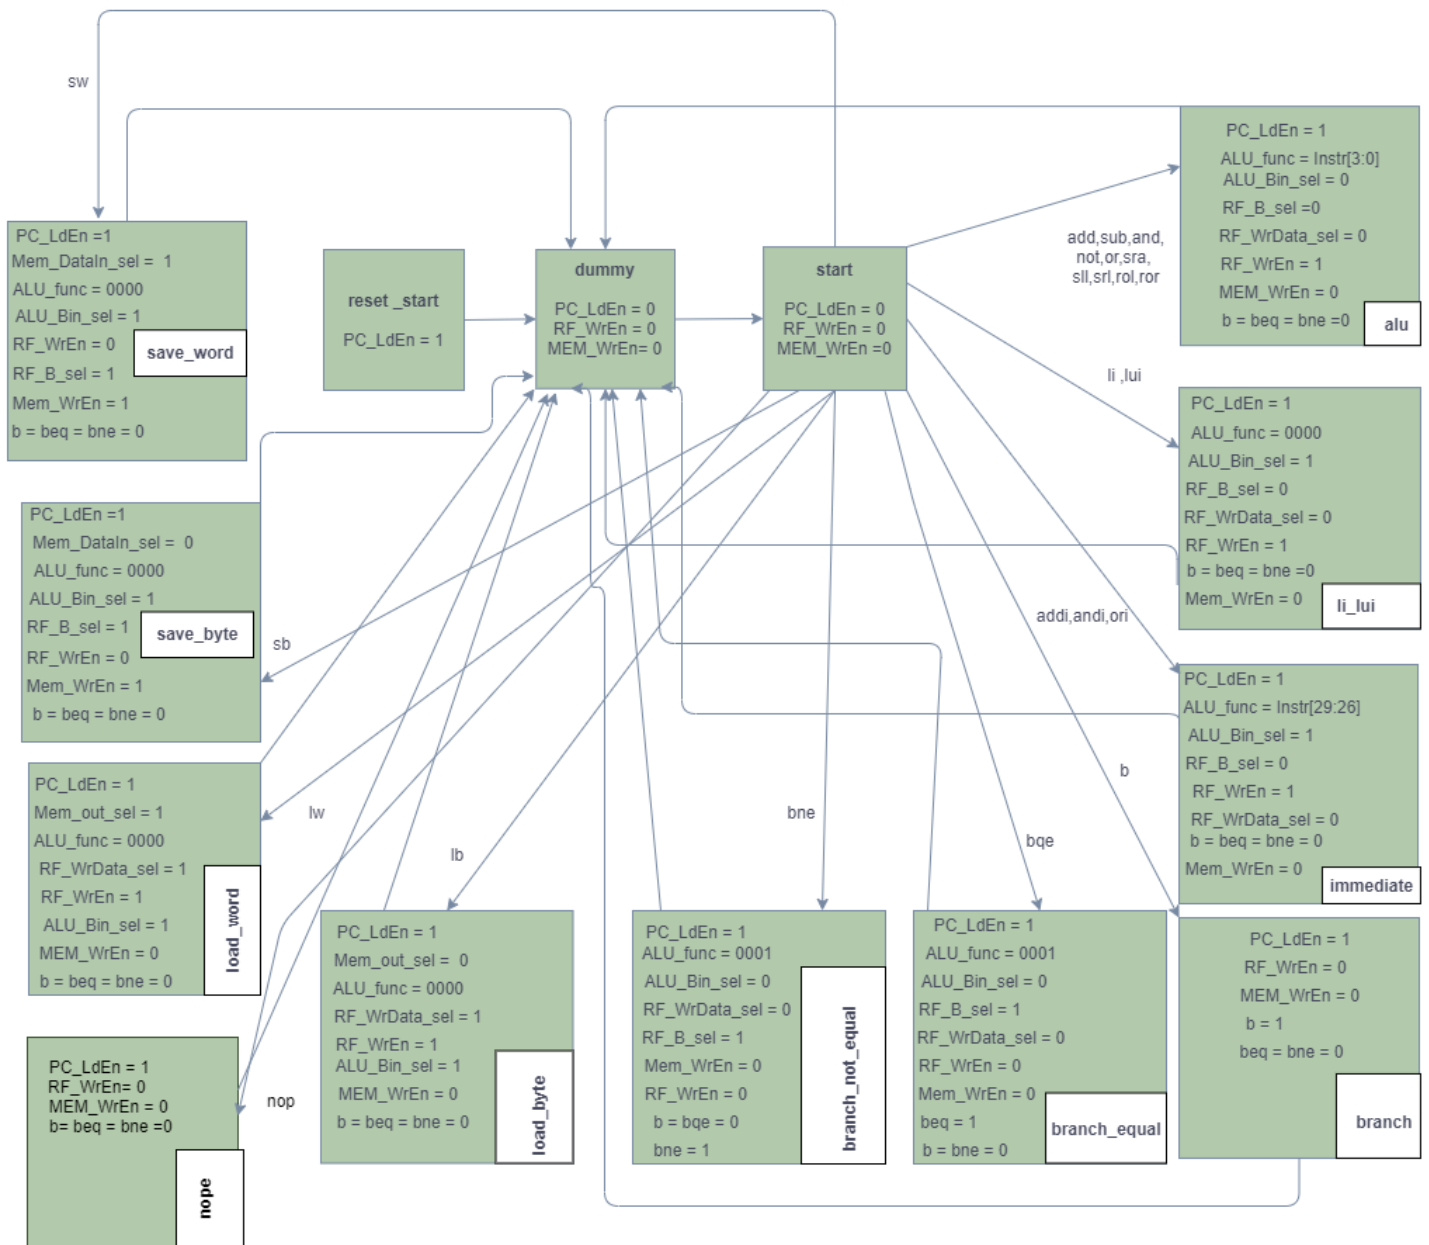 sw
PC_LdEn =1
Mem_DataIn_sel =  1
ALU_func = 0000
ALU_Bin_sel = 1
RF_WrEn = 0
RF_B_sel = 1
Mem_WrEn = 1
b = beq = bne = 0
save_word
reset _start
PC_LdEn = 1
dummy
PC_LdEn = 0
RF_WrEn = 0
MEM_WrEn= 0
start
PC_LdEn = 0
RF_WrEn = 0
MEM_WrEn =0
add,sub,and,
not,or,sra,
sll,srl,rol,ror
PC_LdEn = 1
ALU_func = Instr[3:0]
ALU_Bin_sel = 0
RF_B_sel =0
RF_WrData_sel = 0
RF_WrEn = 1
MEM_WrEn = 0
b = beq = bne =0
alu
li ,lui
PC_LdEn = 1
ALU_func = 0000
ALU_Bin_sel = 1
RF_B_sel = 0
RF_WrData_sel = 0
RF_WrEn = 1
b = beq = bne =0
Mem_WrEn = 0
li_lui
PC_LdEn =1
Mem_DataIn_sel =  0
ALU_func = 0000
ALU_Bin_sel = 1
RF_B_sel = 1
RF_WrEn = 0
Mem_WrEn = 1
b = beq = bne = 0
save_byte
sb
addi,andi,ori
PC_LdEn = 1
ALU_func = Instr[29:26]
ALU_Bin_sel = 1
RF_B_sel = 0
RF_WrEn = 1
RF_WrData_sel = 0
b = beq = bne = 0
Mem_WrEn = 0
immediate
PC_LdEn = 1
Mem_out_sel = 1
ALU_func = 0000
RF_WrData_sel = 1
RF_WrEn = 1
ALU_Bin_sel = 1
MEM_WrEn = 0
b = beq = bne = 0
load_word
lw
lb
bne
bqe
b
PC_LdEn = 1
RF_WrEn= 0
MEM_WrEn = 0
b= beq = bne =0
nope
nop
PC_LdEn = 1
Mem_out_sel =  0
ALU_func = 0000
RF_WrData_sel = 1
RF_WrEn = 1
ALU_Bin_sel = 1
MEM_WrEn = 0
b = beq = bne = 0
load_byte
PC_LdEn = 1
ALU_func = 0001
ALU_Bin_sel = 0
RF_WrData_sel = 0
RF_B_sel = 1
Mem_WrEn = 0
RF_WrEn = 0
b = bqe = 0
bne = 1
branch_not_equal
PC_LdEn = 1
ALU_func = 0001
ALU_Bin_sel = 0
RF_B_sel = 1
RF_WrData_sel = 0
RF_WrEn = 0
Mem_WrEn = 0
beq = 1
b = bne = 0
branch_equal
PC_LdEn = 1
RF_WrEn = 0
MEM_WrEn = 0
b = 1
beq = bne = 0
branch